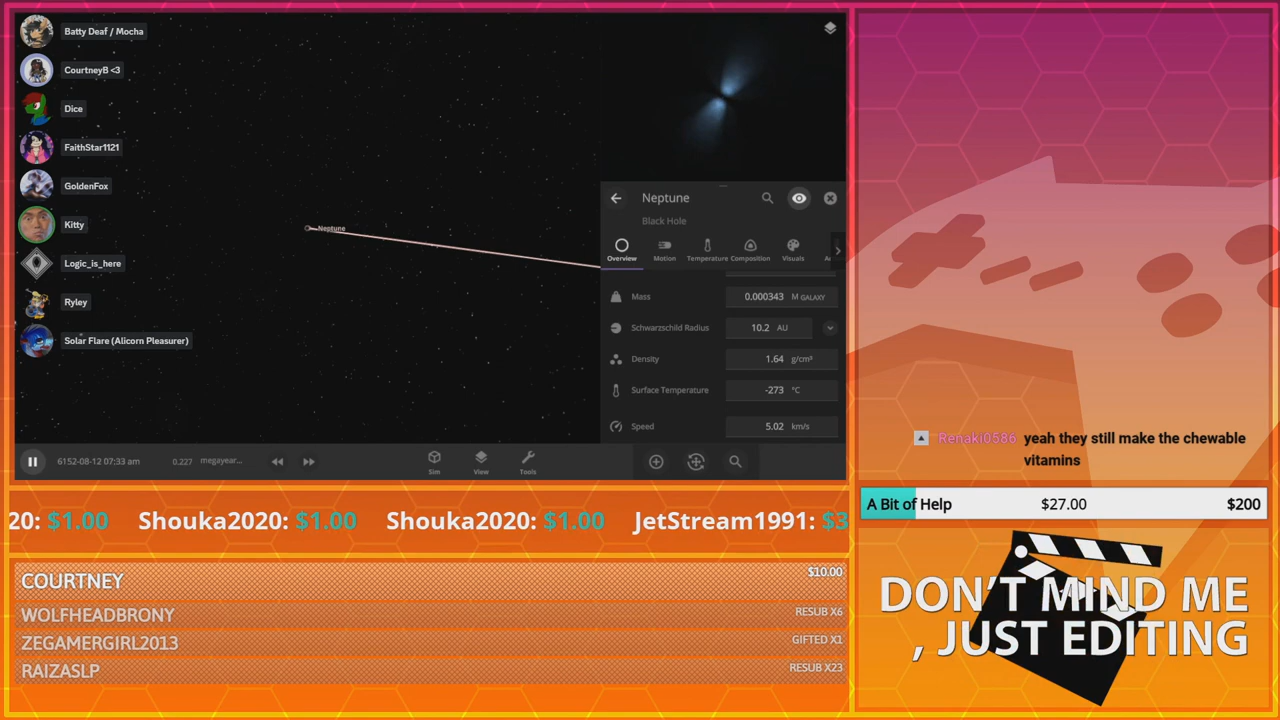 Batty Deaf / Mocha
CourtneyB <3
Dice
FaithStar1121
GoldenFox
Kitty
Logic_is_here
Ryley
Solar Flare (Alicorn Pleasurer)
Neptune
Neptune
Black Hole
Overview Motion Temperature Composition Visuals
Mass 0.000343 M GALAXY
Schwarzschild Radius 10.2 AU
Density 1.64 g/cm³
Surface Temperature -273 °C
Speed 5.02 km/s
6152-08-12 07:33 am 0.227 megayear...
Sim View Tools
Renaki0586 yeah they still make the chewable
vitamins
A Bit of Help $27.00 $200
20: $1.00 Shouka2020: $1.00 Shouka2020: $1.00 JetStream1991: $3
COURTNEY $10.00
WOLFHEADBRONY RESUB X6
ZEGAMERGIRL2013 GIFTED X1
RAIZASLP RESUB X23
DON'T MIND ME
, JUST EDITING